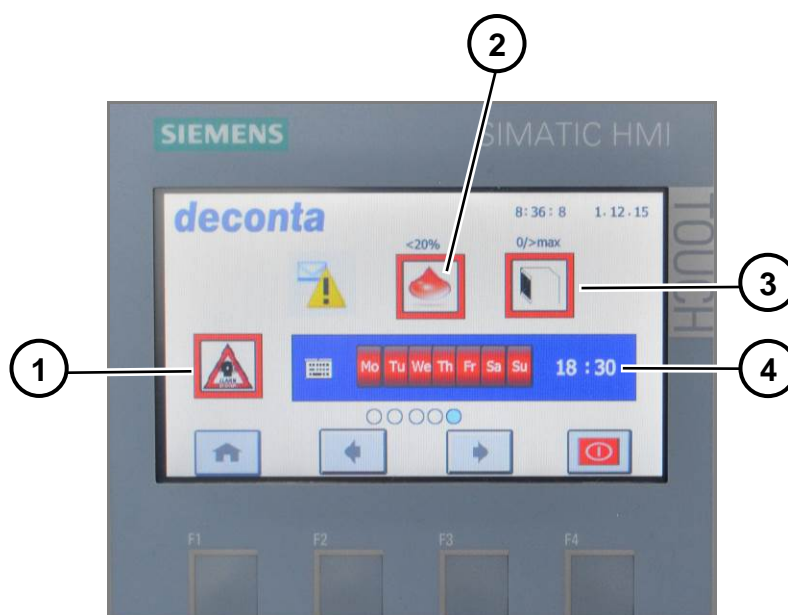 2
SIEMENS
SIMATIC HMI
TOUCH
deconta
8:36:8 1.12.15
<20%
0/>max
3
1
Mo Tu We Th Fr Sa Su
18:30
4
F1
F2
F3
F4